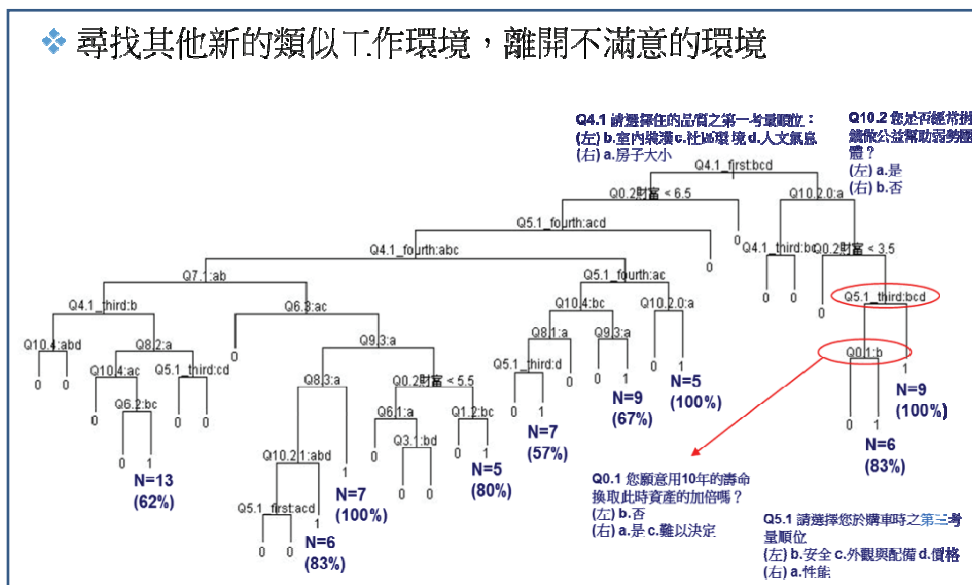 尋找其他新的類似工作環境，離開不滿意的環境
Q4.1 請選擇住的品質之第一考量順位：
(左) b.室內裝潢c.社區環境d.人文氣息
(右) a.房子大小
Q10.2 您是否經常捐
錢做公益幫助弱勢團
體？
(左) a.是
(右) b.否
Q4.1_first:bcd
Q0.2財富 < 6.5
Q10.2.0:a
Q5.1_fourth:acd
0
Q4.1_third:bc
Q0.2財富 < 3.5
Q4.1_fourth:abc
0
0
0
0
Q5.1_third:bcd
Q7.1:ab
Q5.1_fourth:ac
Q4.1_third:b
Q6.3:ac
Q10.4:bc
Q10.2.0:a
Q10.4:abd
Q8.2:a
0
Q9.3:a
Q8.1:a
Q9.3:a
0
1
Q0.1:b
1
0
0
Q10.4:ac
Q5.1_third:cd
Q8.3:a
Q0.2財富 < 5.5
Q5.1_third:d
0
0
1
N=5
(100%)
0
1
N=9
(100%)
0
Q6.2:bc
0
0
Q6.1:a
Q1.2:bc
0
1
N=9
(67%)
N=6
(83%)
0
1
N=13
(62%)
Q10.2.1:abd
1
N=7
(100%)
0
Q3.1:bd
0
1
N=5
(80%)
N=7
(57%)
0
0
Q5.1_first:acd
1
N=6
(83%)
0
0
Q0.1 您願意用10年的壽命
換取此時資產的加倍嗎？
(左) b.否
(右) a.是 c.難以決定
Q5.1 請選擇您於購車時之第三考
量順位
(左) b.安全 c.外觀與配備 d.價格
(右) a.性能